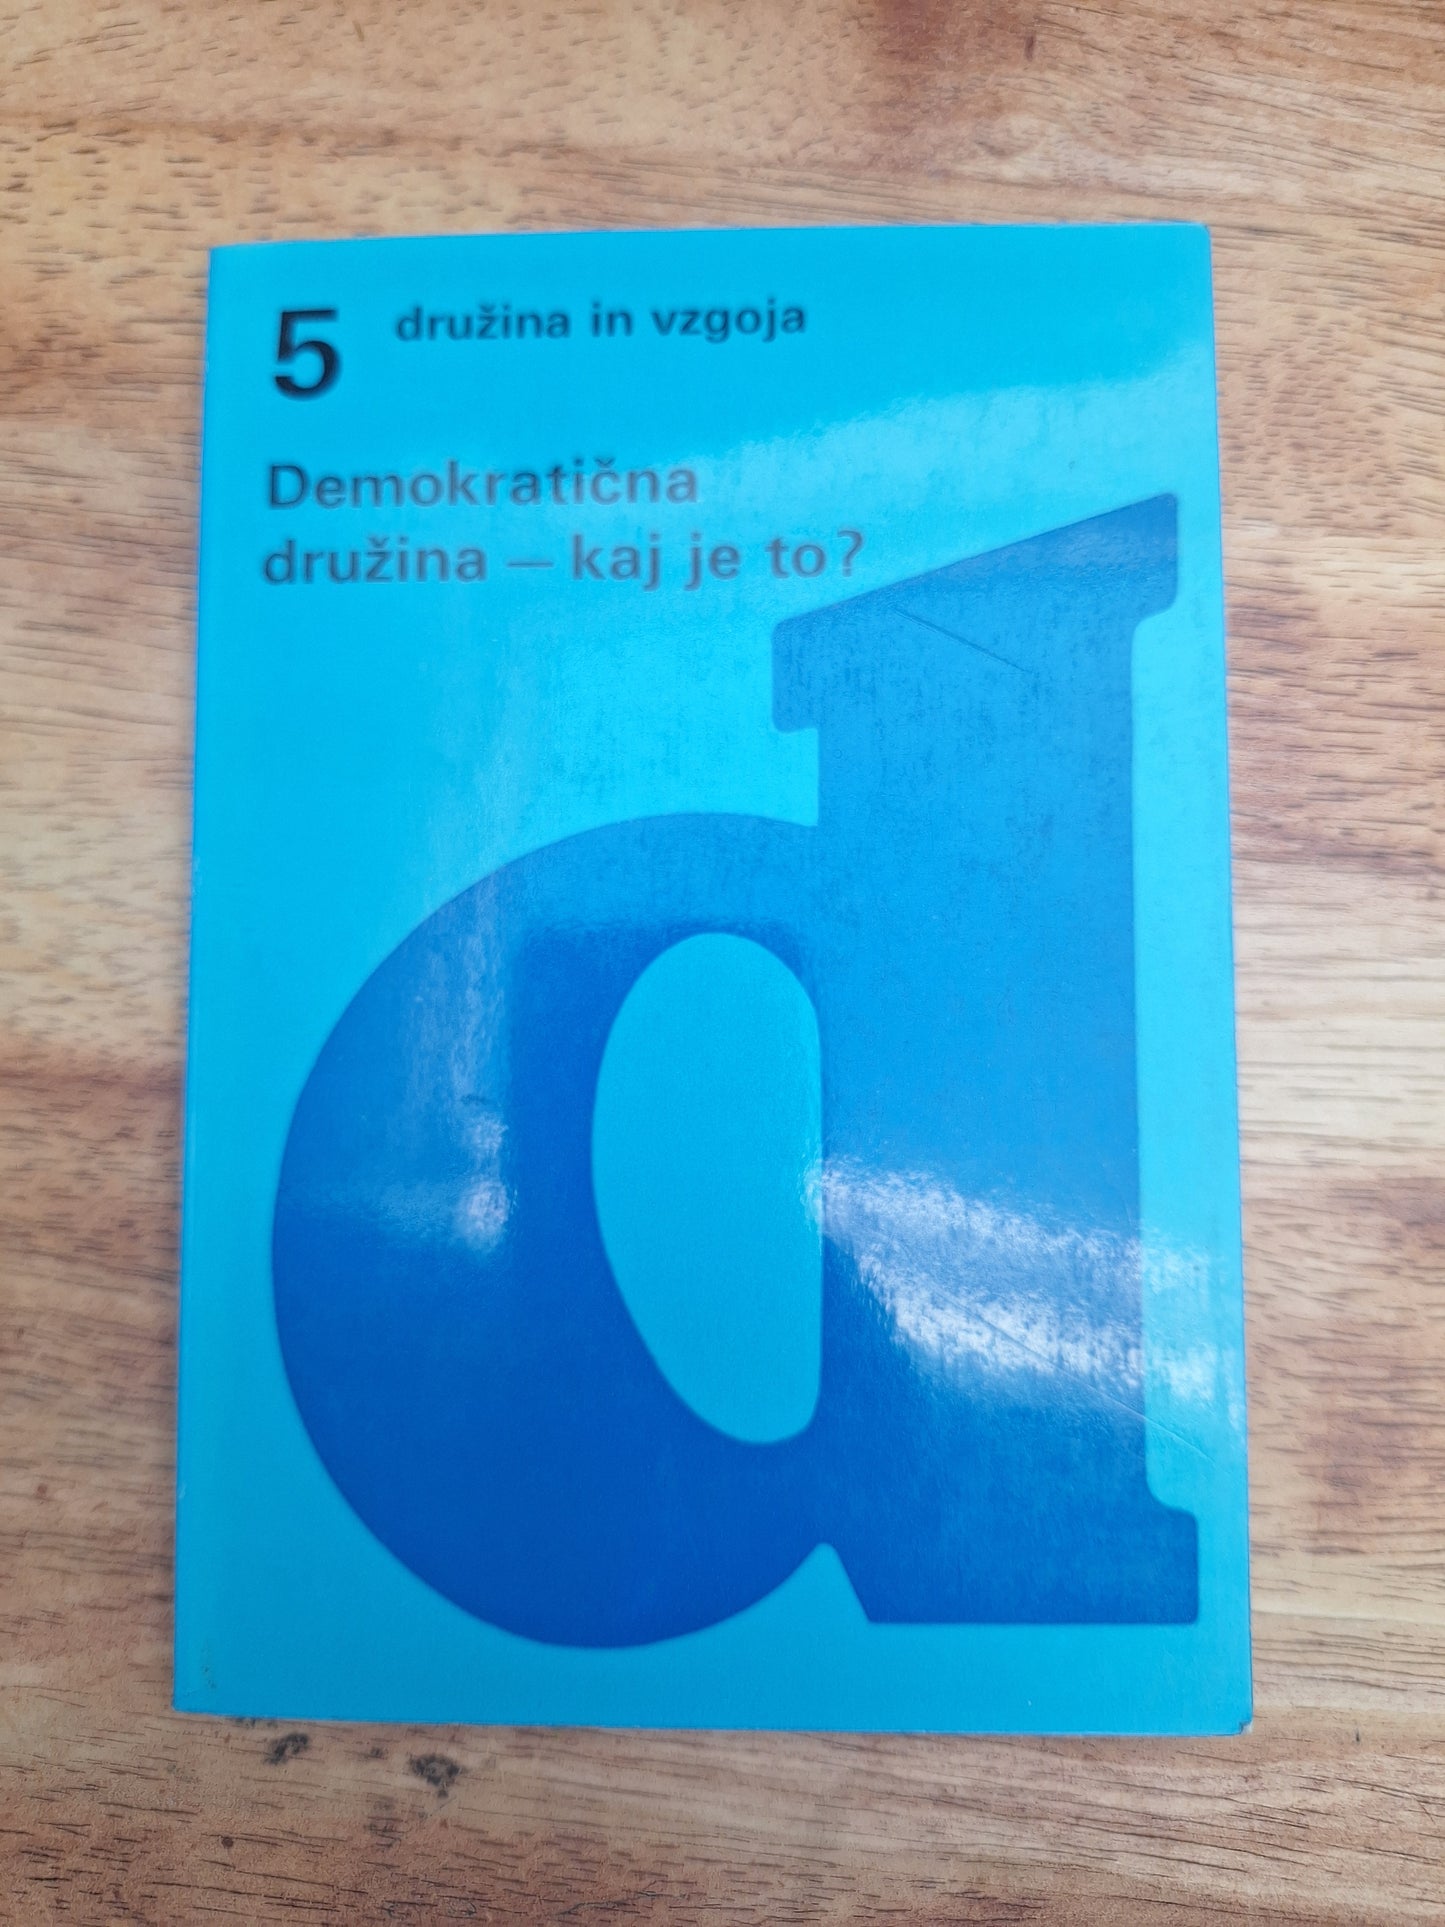 5 družina in vzgoja
Demokratična
družina – kaj je to?
d